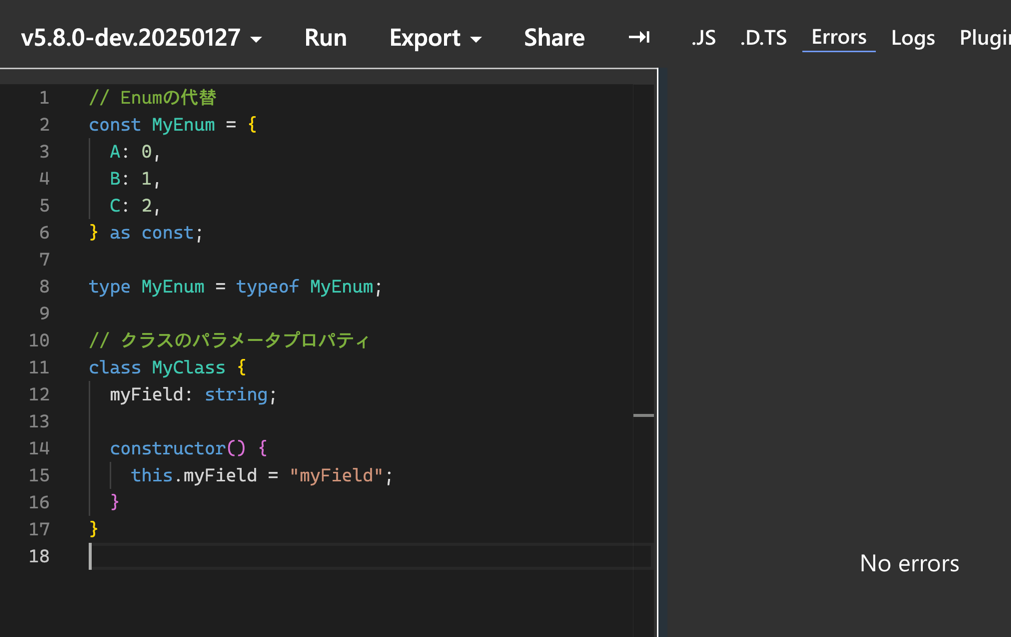 v5.8.0-dev.20250127 Run Export Share .JS .D.TS Errors Logs Plugi
1 // Enumの代替
2 const MyEnum = {
3 A: 0,
4 B: 1,
5 C: 2,
6 } as const;
7
8 type MyEnum = typeof MyEnum;
9
10 // クラスのパラメータプロパティ
11 class MyClass {
12 myField: string;
13
14 constructor() {
15 this.myField = "myField";
16 }
17 }
18
No errors